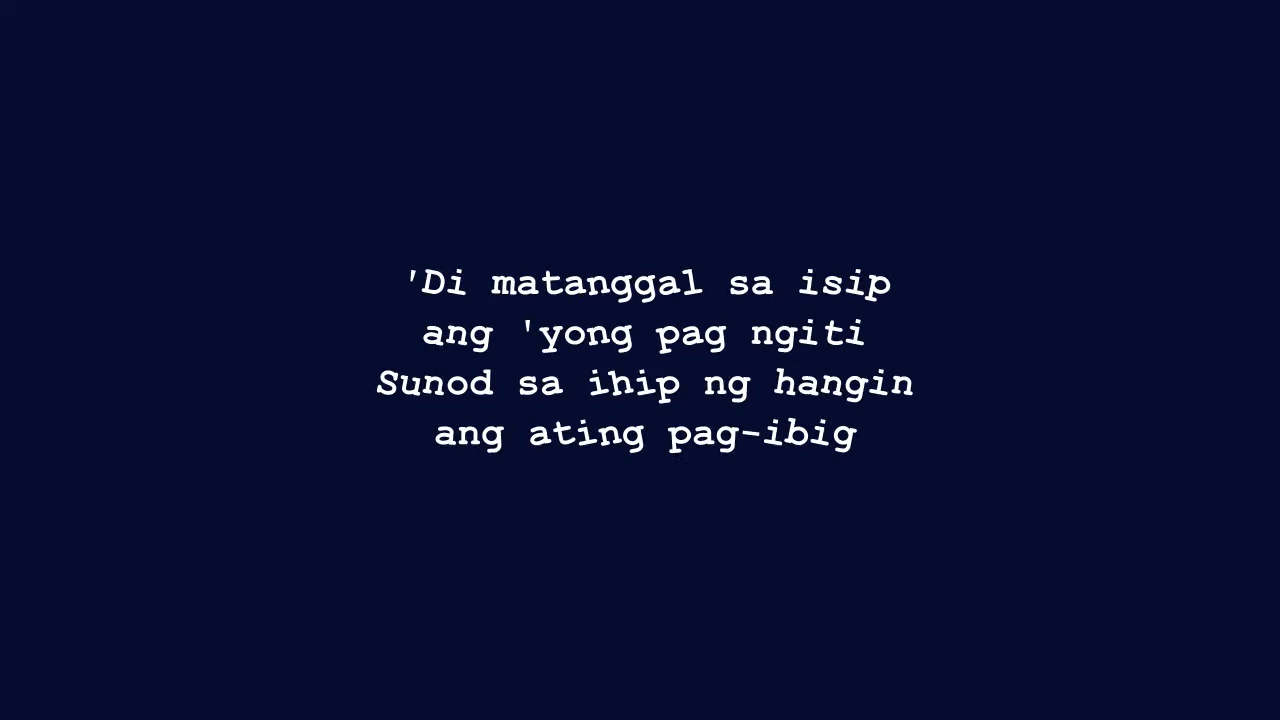 'Di matanggal sa isip
ang 'yong pag ngiti
Sunod sa ihip ng hangin
ang ating pag-ibig